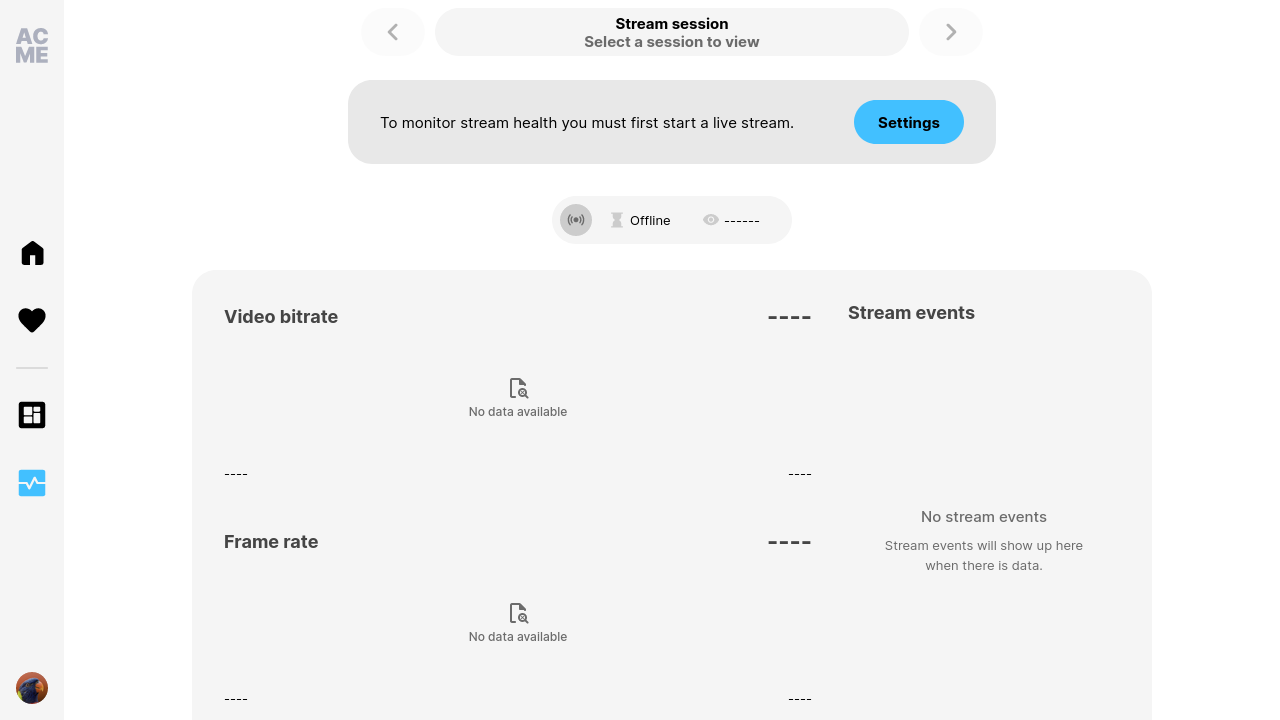 AC
ME
Stream session
Select a session to view
To monitor stream health you must first start a live stream.
Settings
Offline
------
Video bitrate
----
No data available
----
----
Frame rate
----
No data available
----
----
Stream events
No stream events
Stream events will show up here
when there is data.